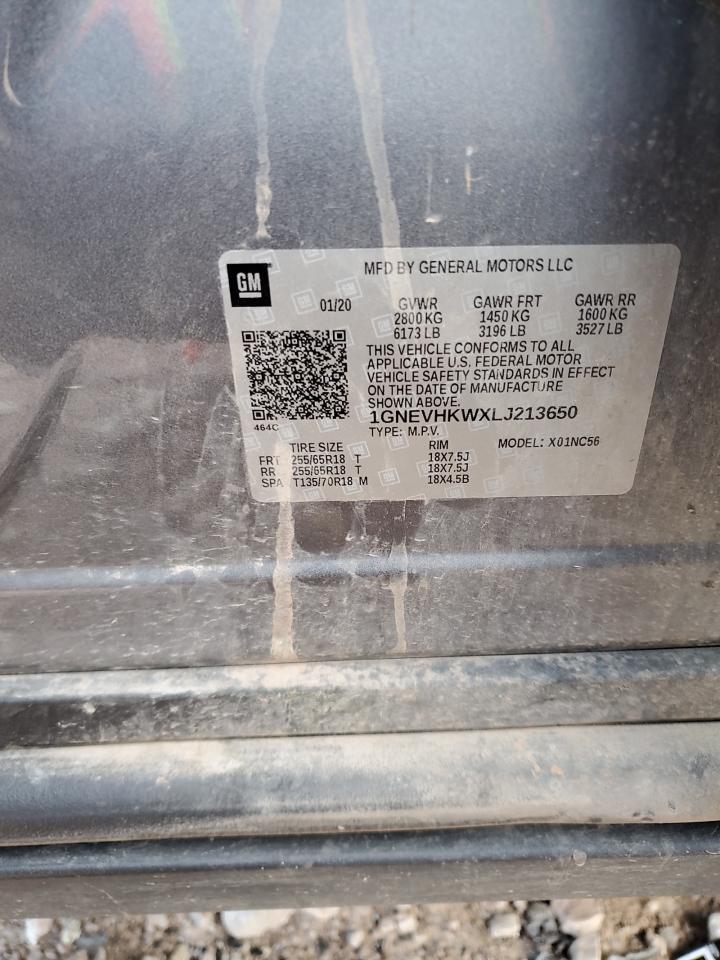 GM
MFD BY GENERAL MOTORS LLC
01/20
GVWR GAWR FRT GAWR RR
2800 KG 1450 KG 1600 KG
6173 LB 3196 LB 3527 LB
THIS VEHICLE CONFORMS TO ALL
APPLICABLE U.S. FEDERAL MOTOR
VEHICLE SAFETY STANDARDS IN EFFECT
ON THE DATE OF MANUFACTURE
SHOWN ABOVE.
464C
1GNEVHKWXLJ213650
TYPE: M.P.V. MODEL: X01NC56
TIRE SIZE RIM
FRT 255/65R18 T 18X7.5J
RR 255/65R18 T 18X7.5J
SPA T135/70R18 M 18X4.5B